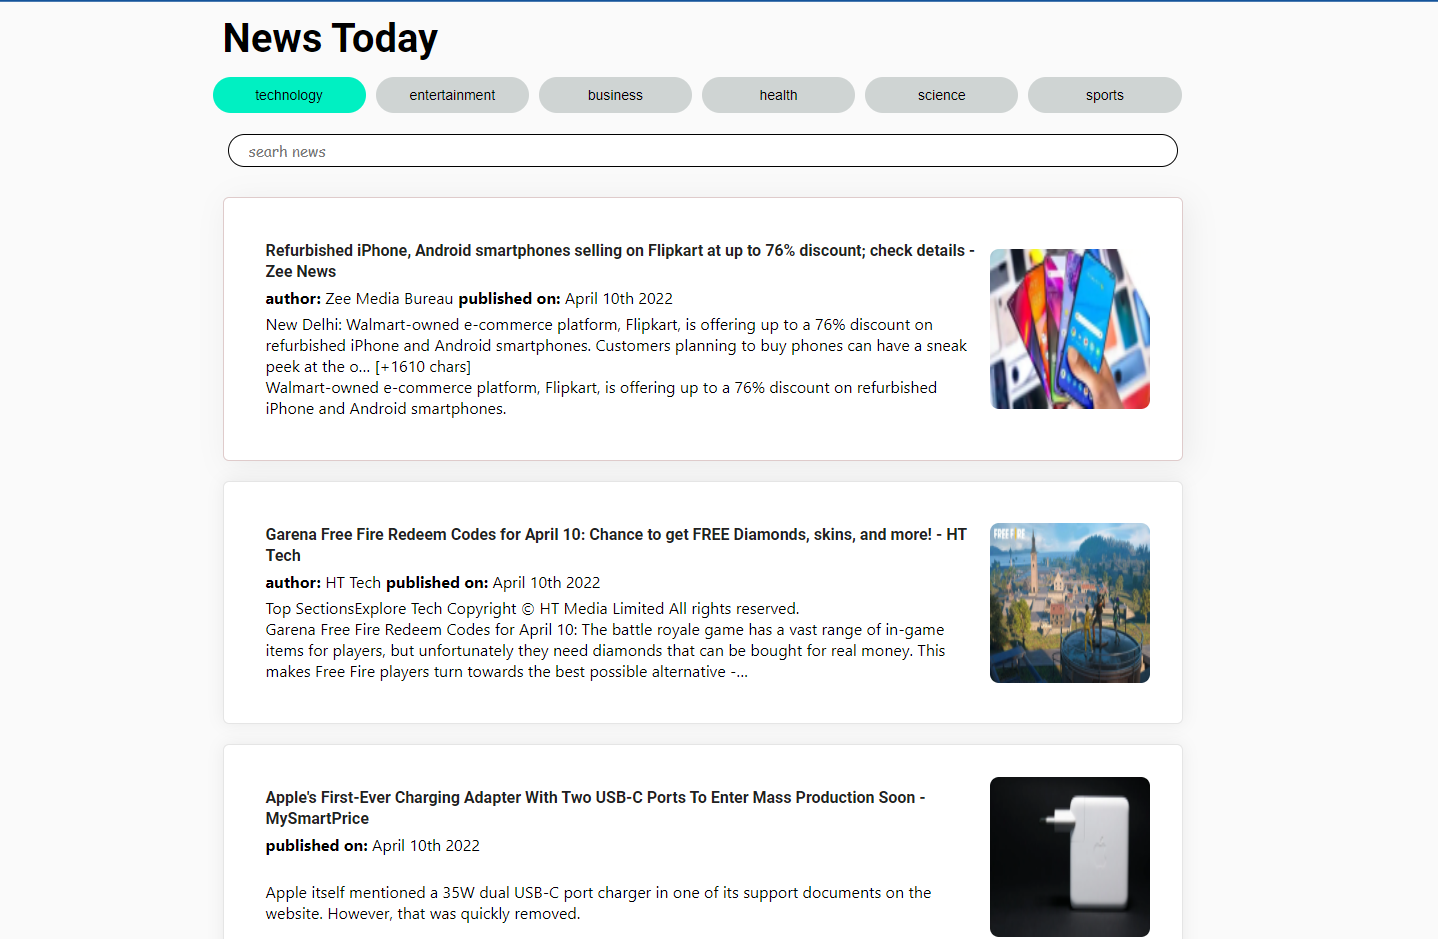 News Today
technology
entertainment
business
health
science
sports
searh news
Refurbished iPhone, Android smartphones selling on Flipkart at up to 76% discount; check details -
Zee News
author: Zee Media Bureau published on: April 10th 2022
New Delhi: Walmart-owned e-commerce platform, Flipkart, is offering up to a 76% discount on
refurbished iPhone and Android smartphones. Customers planning to buy phones can have a sneak
peek at the o... [+1610 chars]
Walmart-owned e-commerce platform, Flipkart, is offering up to a 76% discount on refurbished
iPhone and Android smartphones.
Garena Free Fire Redeem Codes for April 10: Chance to get FREE Diamonds, skins, and more! - HT
Tech
FREE FIRE
author: HT Tech published on: April 10th 2022
Top SectionsExplore Tech Copyright © HT Media Limited All rights reserved.
Garena Free Fire Redeem Codes for April 10: The battle royale game has a vast range of in-game
items for players, but unfortunately they need diamonds that can be bought for real money. This
makes Free Fire players turn towards the best possible alternative -...
Apple's First-Ever Charging Adapter With Two USB-C Ports To Enter Mass Production Soon -
MySmartPrice
published on: April 10th 2022
Apple itself mentioned a 35W dual USB-C port charger in one of its support documents on the
website. However, that was quickly removed.